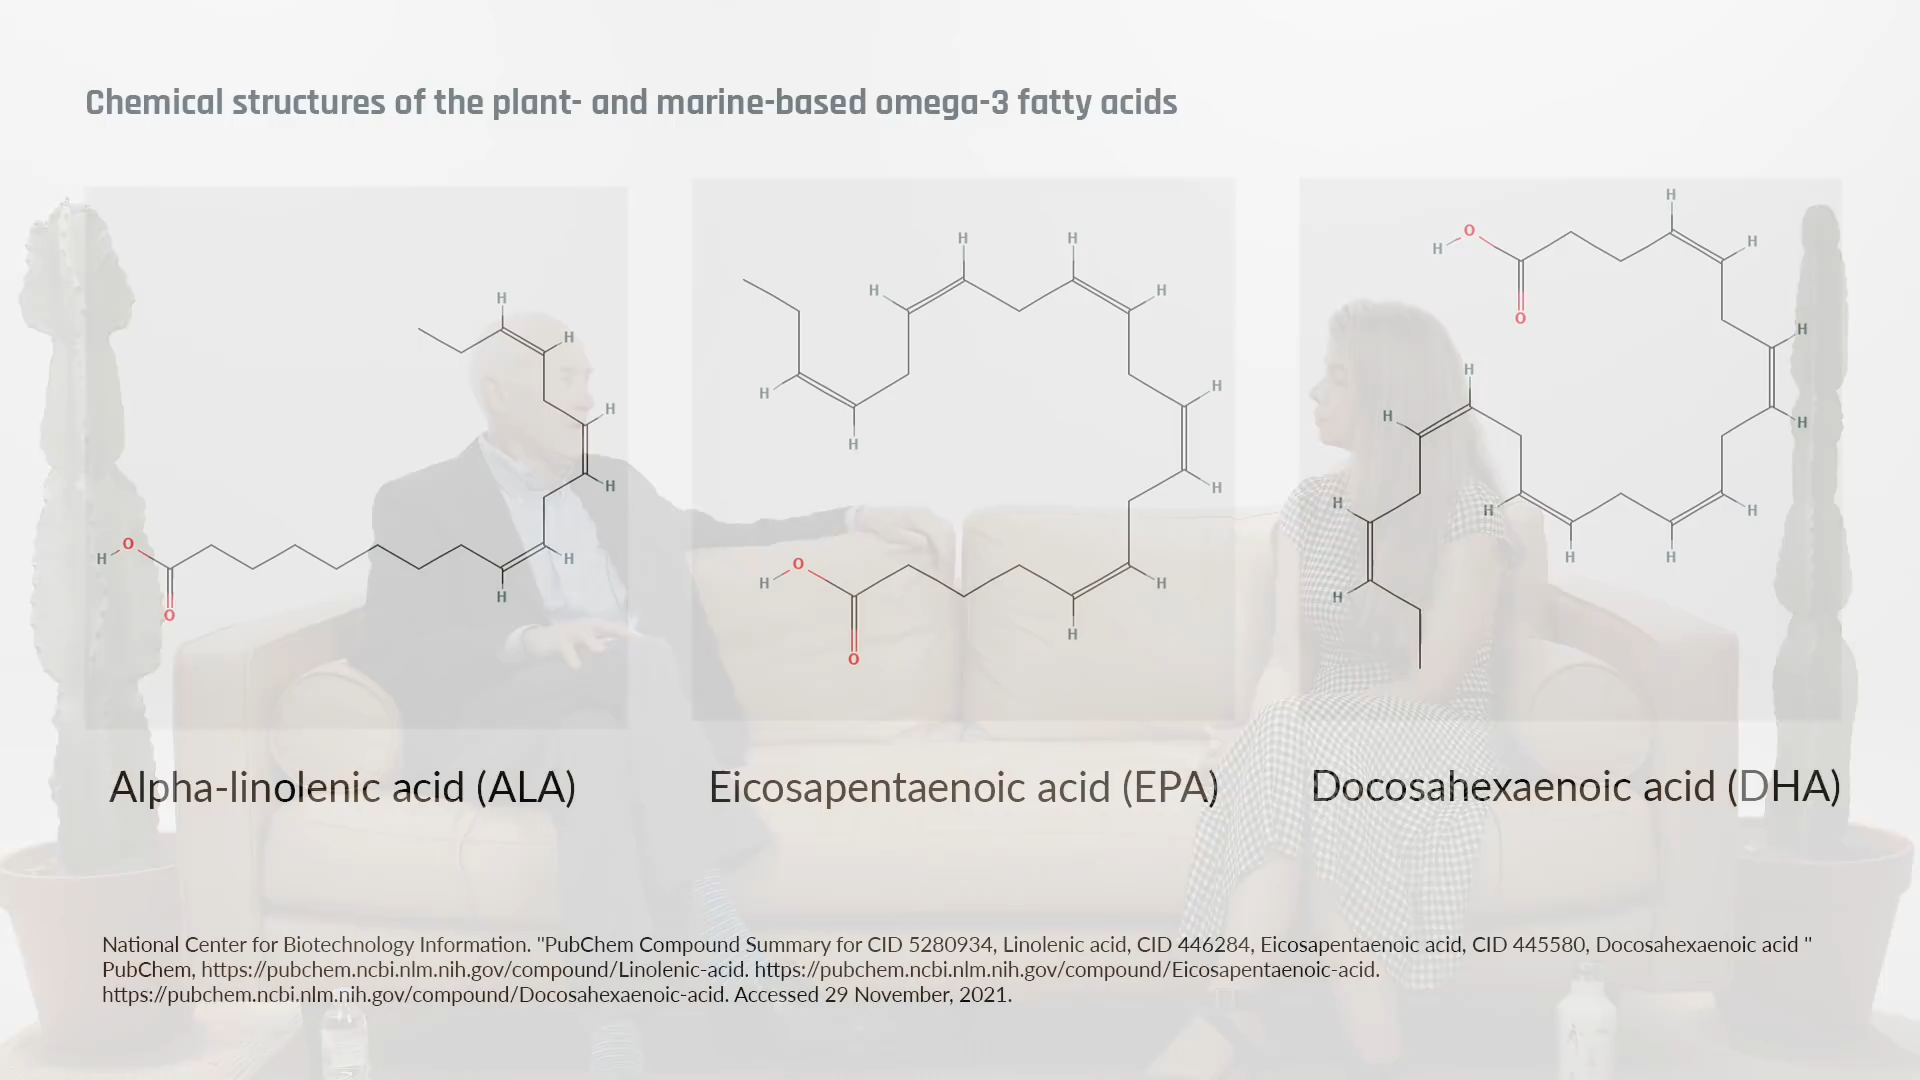 Chemical structures of the plant- and marine-based omega-3 fatty acids
H H H H H H H O O
H H H H H H H H H H H O O
H H H H H H H H H H H H H O O
Alpha-linolenic acid (ALA)
Eicosapentaenoic acid (EPA)
Docosahexaenoic acid (DHA)
National Center for Biotechnology Information. "PubChem Compound Summary for CID 5280934, Linolenic acid, CID 446284, Eicosapentaenoic acid, CID 445580, Docosahexaenoic acid "
PubChem, https://pubchem.ncbi.nlm.nih.gov/compound/Linolenic-acid. https://pubchem.ncbi.nlm.nih.gov/compound/Eicosapentaenoic-acid.
https://pubchem.ncbi.nlm.nih.gov/compound/Docosahexaenoic-acid. Accessed 29 November, 2021.